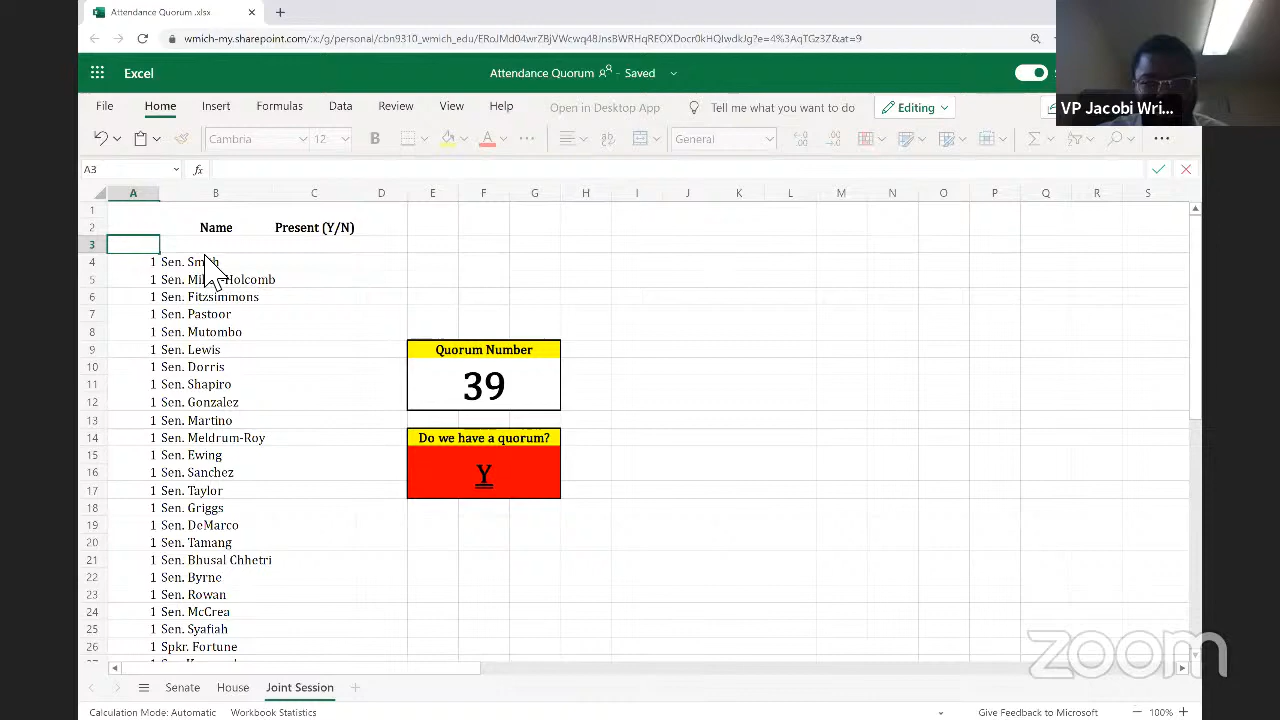 Attendance Quorum .xlsx
wmich-my.sharepoint.com/:x:/g/personal/cbn9310_wmich_edu/
Excel
Attendance Quorum - Saved
VP Jacobi Wri...
File Home Insert Formulas Data Review View Help Open in Desktop App Tell me what you want to do Editing
Cambria 12 B A General
A3 fx
A B C D E F G H I J K L M N O P Q R S
1
2 Name Present (Y/N)
3
4 1 Sen. Smith
5 1 Sen. Holcomb
6 1 Sen. Fitzsimmons
7 1 Sen. Pastoor
8 1 Sen. Mutombo
9 1 Sen. Lewis Quorum Number
10 1 Sen. Dorris
11 1 Sen. Shapiro 39
12 1 Sen. Gonzalez
13 1 Sen. Martino
14 1 Sen. Meldrum-Roy Do we have a quorum?
15 1 Sen. Ewing
16 1 Sen. Sanchez Y
17 1 Sen. Taylor
18 1 Sen. Griggs
19 1 Sen. DeMarco
20 1 Sen. Tamang
21 1 Sen. Bhusal Chhetri
22 1 Sen. Byrne
23 1 Sen. Rowan
24 1 Sen. McCrea
25 1 Sen. Syafiah
26 1 Spkr. Fortune
zoom
Senate House Joint Session
Calculation Mode: Automatic Workbook Statistics Give Feedback to Microsoft 100%